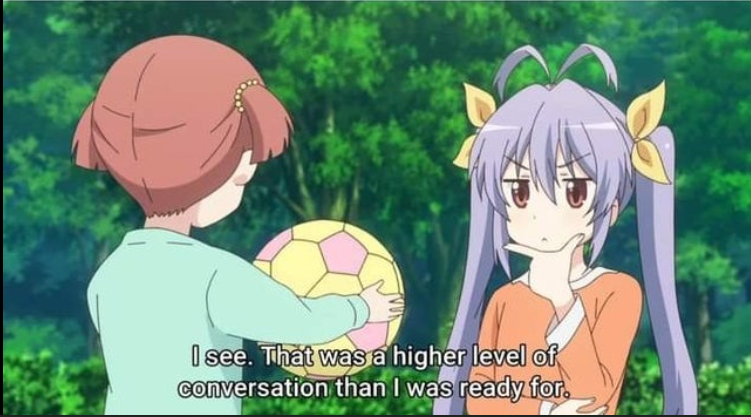 I see. That was a higher level of
conversation than I was ready for.